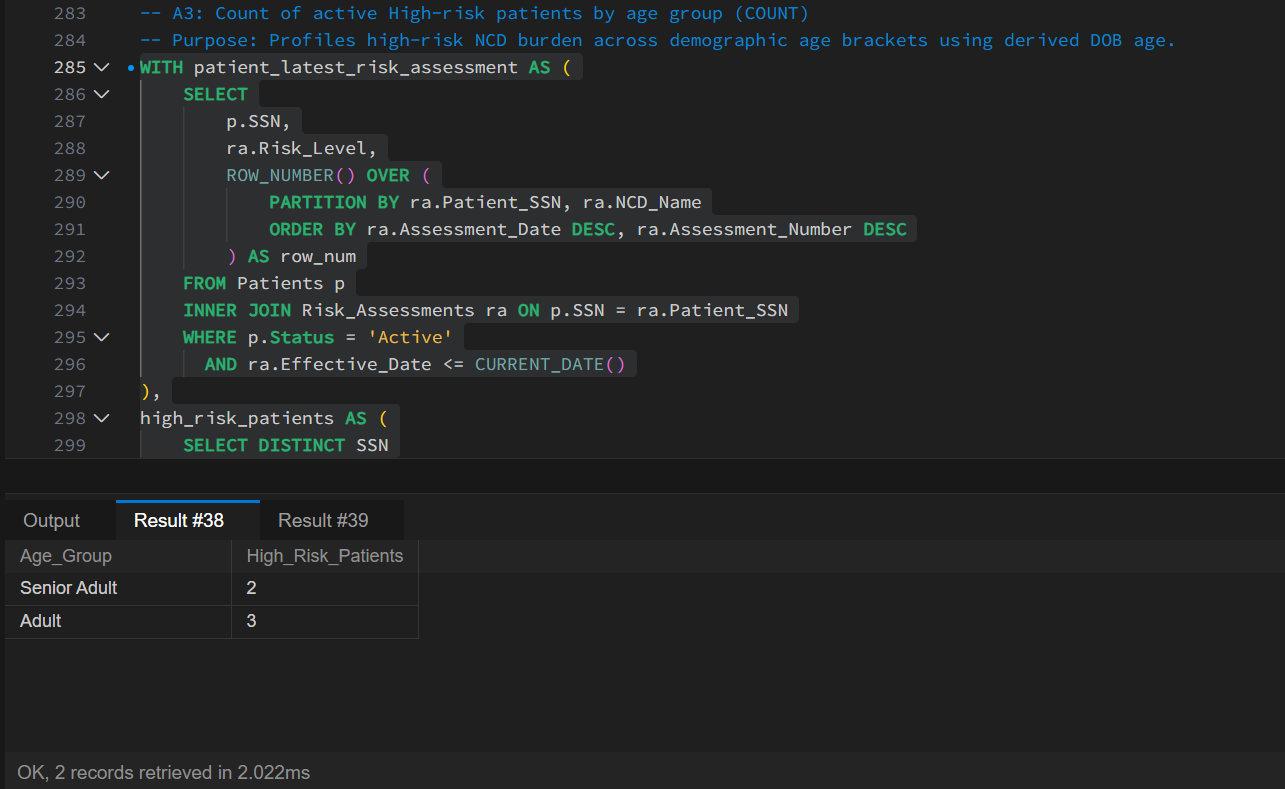 283 -- A3: Count of active High-risk patients by age group (COUNT)
284 -- Purpose: Profiles high-risk NCD burden across demographic age brackets using derived DOB age.
285 WITH patient_latest_risk_assessment AS (
286 SELECT
287 p.SSN,
288 ra.Risk_Level,
289 ROW_NUMBER() OVER (
290 PARTITION BY ra.Patient_SSN, ra.NCD_Name
291 ORDER BY ra.Assessment_Date DESC, ra.Assessment_Number DESC
292 ) AS row_num
293 FROM Patients p
294 INNER JOIN Risk_Assessments ra ON p.SSN = ra.Patient_SSN
295 WHERE p.Status = 'Active'
296 AND ra.Effective_Date <= CURRENT_DATE()
297 ),
298 high_risk_patients AS (
299 SELECT DISTINCT SSN
Output Result #38 Result #39
Age_Group High_Risk_Patients
Senior Adult 2
Adult 3
OK, 2 records retrieved in 2.022ms